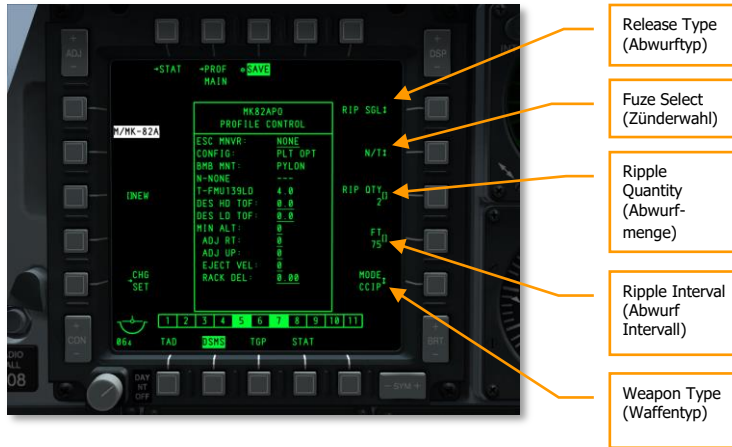 ADJ
DSP
→STAT
→PROF
MAIN
SAVE
M/MK-82A
MK82APO
PROFILE CONTROL
ESC MNVR: NONE
CONFIG: PLT OPT
BMB MNT: PYLON
N-NONE ---
T-FMU139LD 4.0
DES HD TOF: 0.0
DES LD TOF: 0.0
MIN ALT: 0
ADJ RT: 0
ADJ UP: 0
EJECT VEL: 0
RACK DEL: 0.00
RIP SGL↕
N/T↕
[]NEW
RIP QTY
2[]
FT
75[]
CHG
SET
MODE
CCIP↕
1 2 3 4 5 6 7 8 9 10 11
064
TAD DSMS TGP STAT
CON
BRT
DAY
NT
OFF
- SYM +
08
Release Type
(Abwurftyp)
Fuze Select
(Zünderwahl)
Ripple
Quantity
(Abwurf-
menge)
Ripple Interval
(Abwurf
Intervall)
Weapon Type
(Waffentyp)